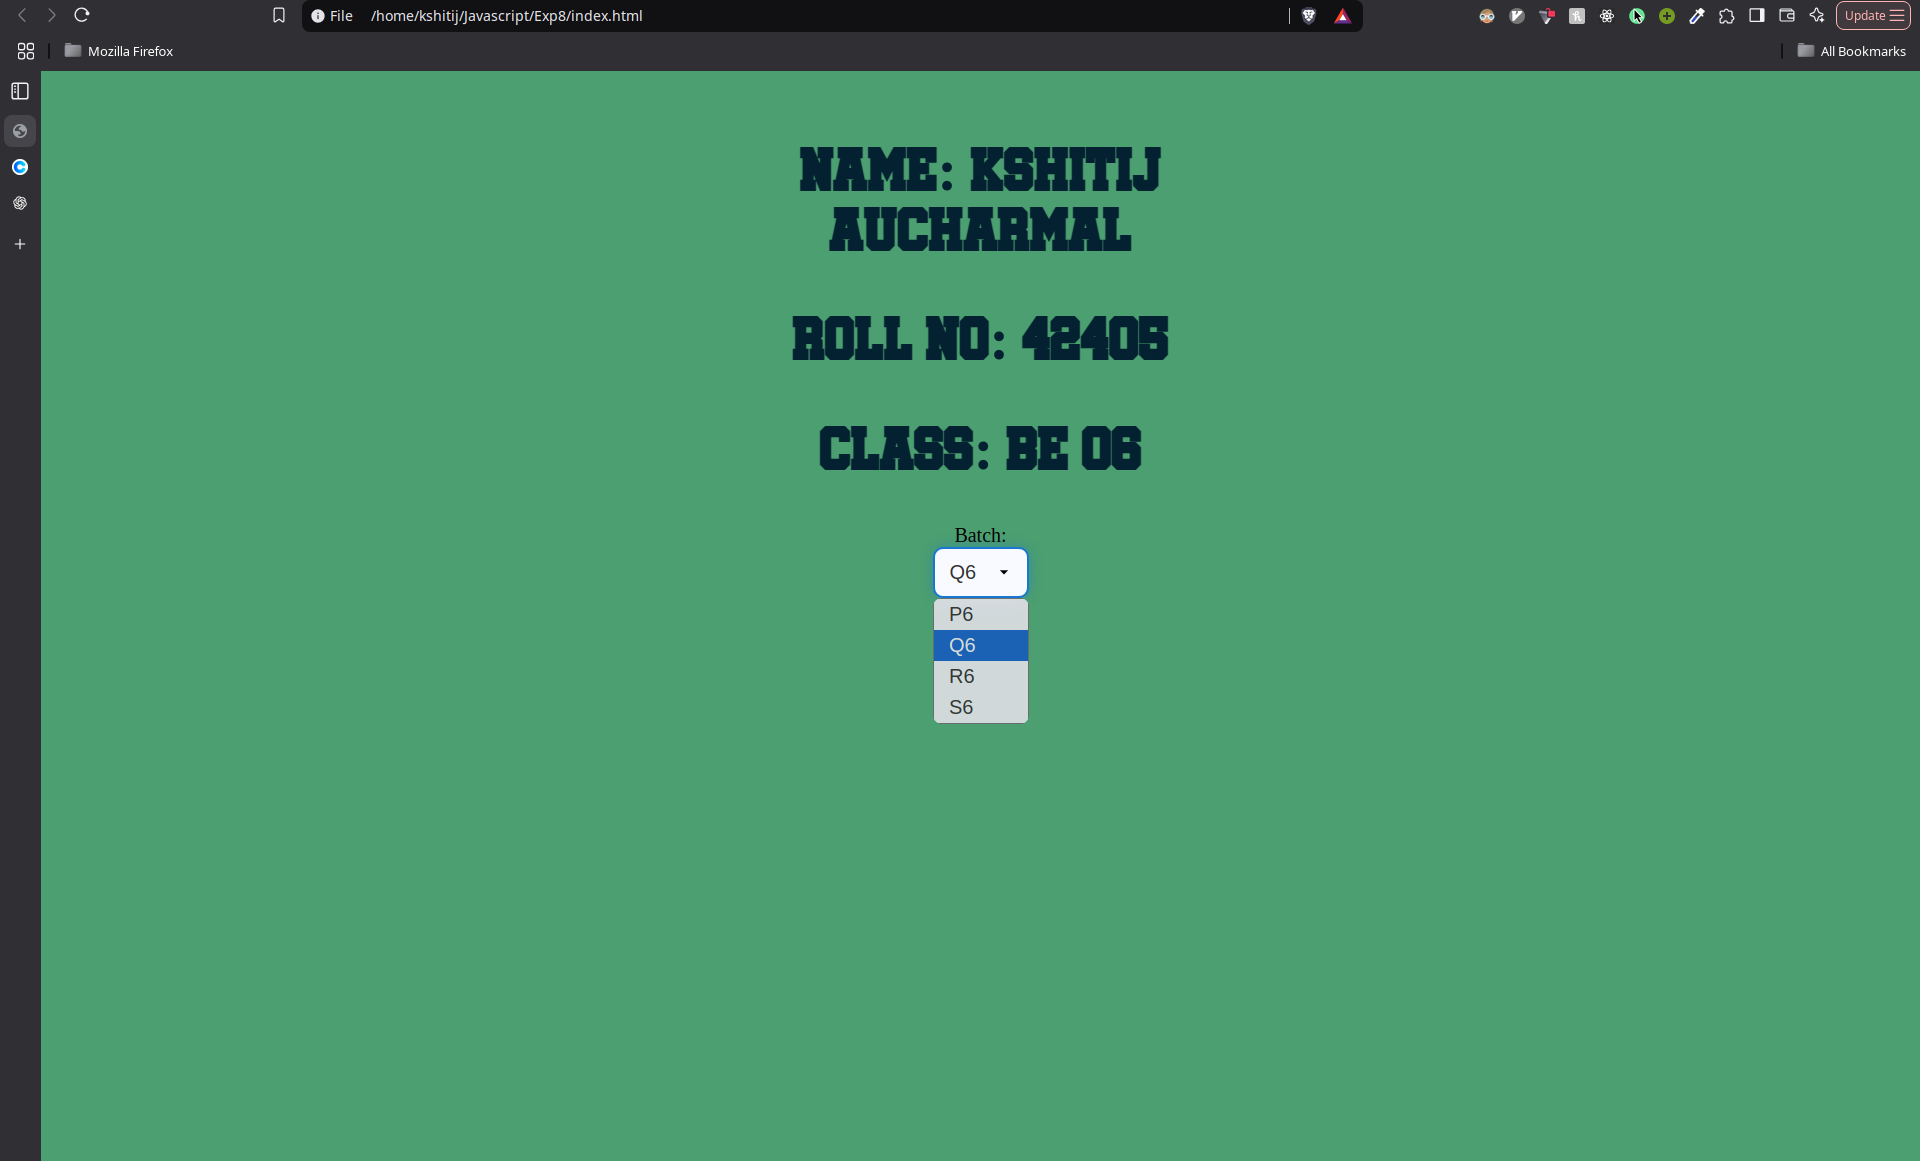 File /home/kshitij/Javascript/Exp8/index.html
Update
Mozilla Firefox
All Bookmarks
NAME: KSHITIJ
AUCHARMAL
ROLL NO: 42405
CLASS: BE 06
Batch:
Q6
P6
Q6
R6
S6